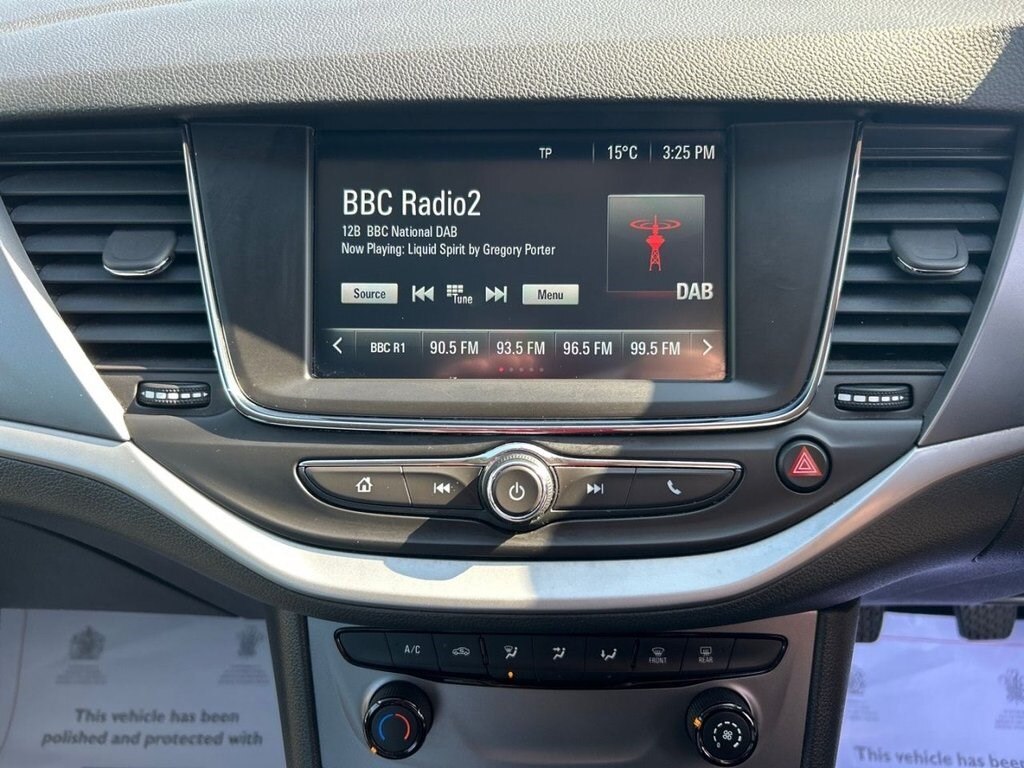 TP 15°C 3:25 PM
BBC Radio2
12B BBC National DAB
Now Playing: Liquid Spirit by Gregory Porter
DAB
Source Tune Menu
BBC R1 90.5 FM 93.5 FM 96.5 FM 99.5 FM
A/C FRONT REAR
0
This vehicle has been
polished and protected with
This vehicle has been